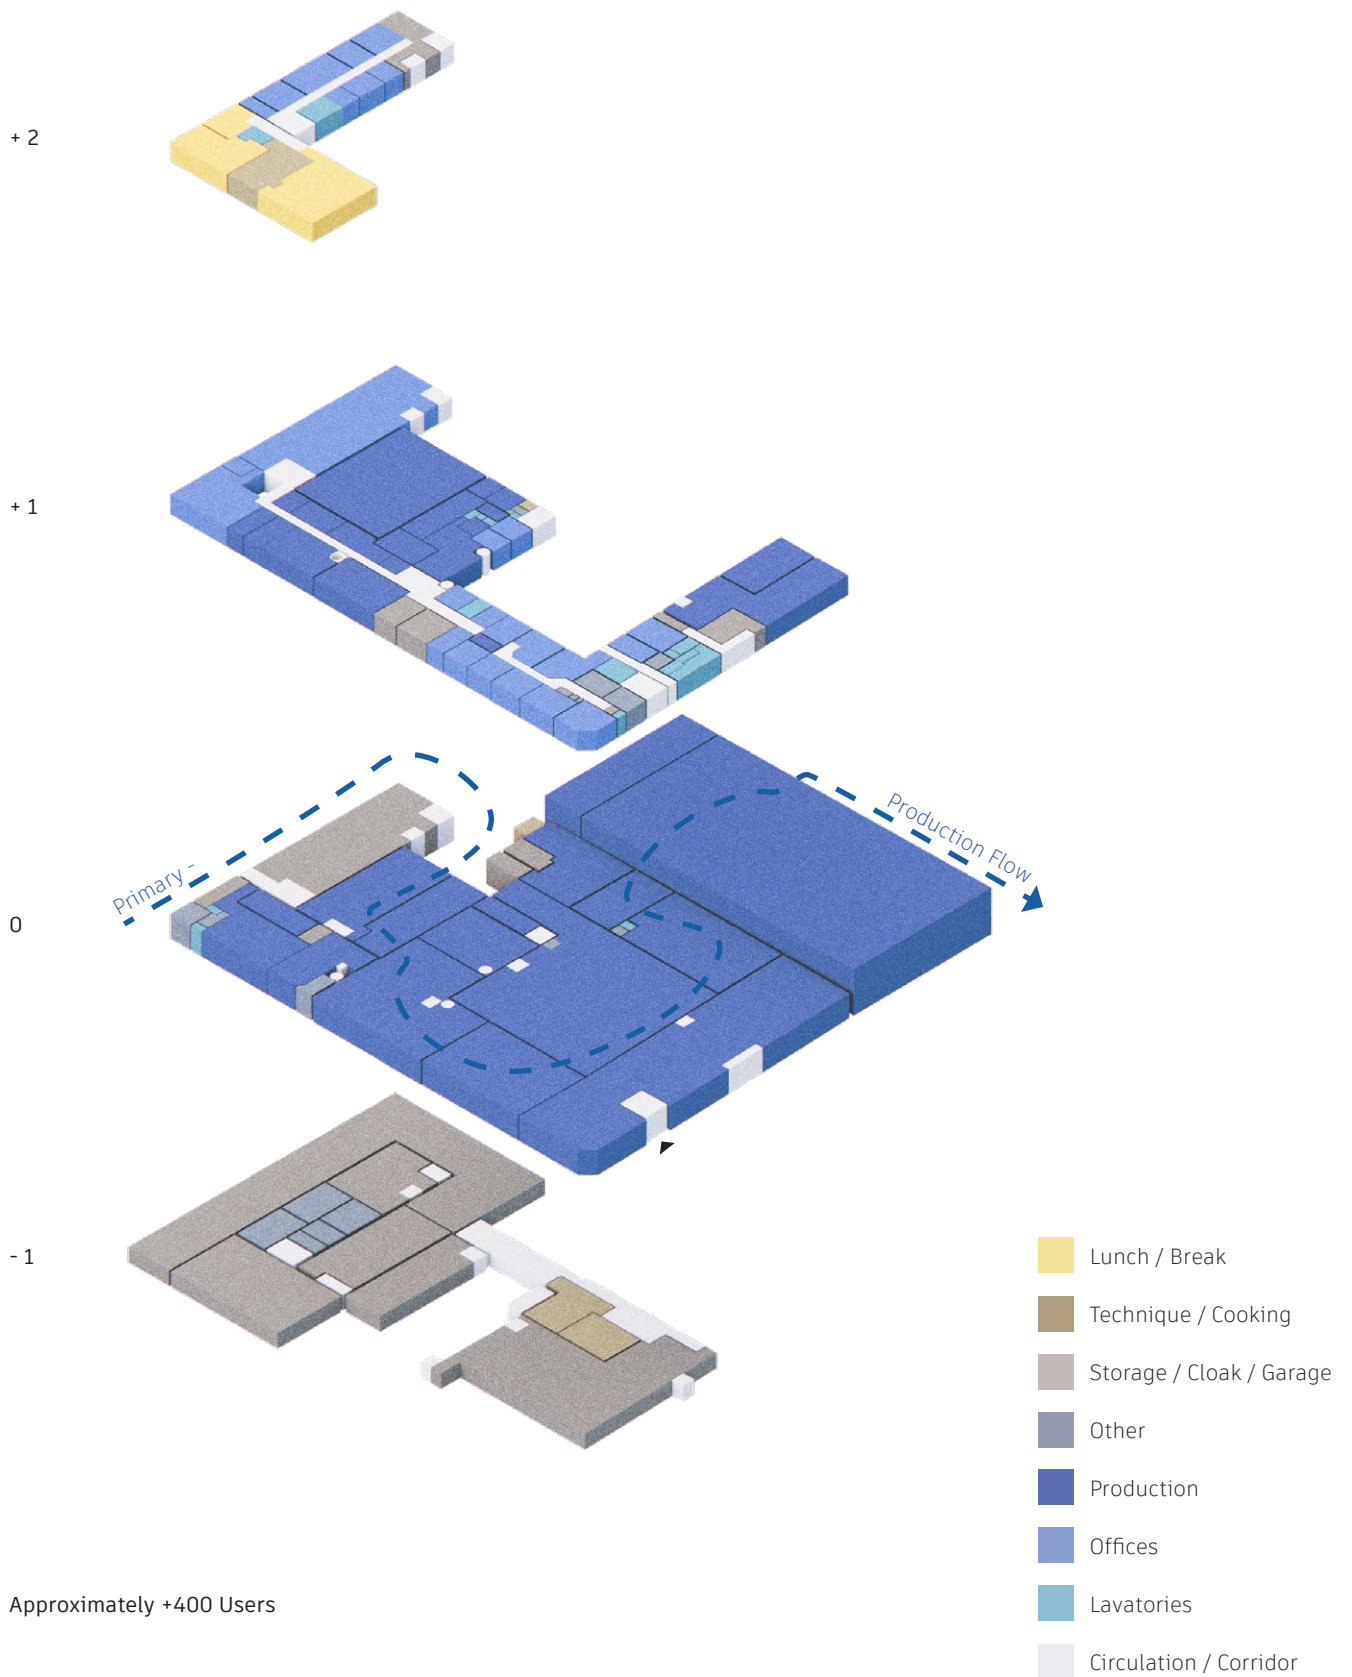 + 2
+ 1
Primary -
Production Flow
0
- 1
Lunch / Break
Technique / Cooking
Storage / Cloak / Garage
Other
Production
Offices
Lavatories
Circulation / Corridor
Approximately +400 Users